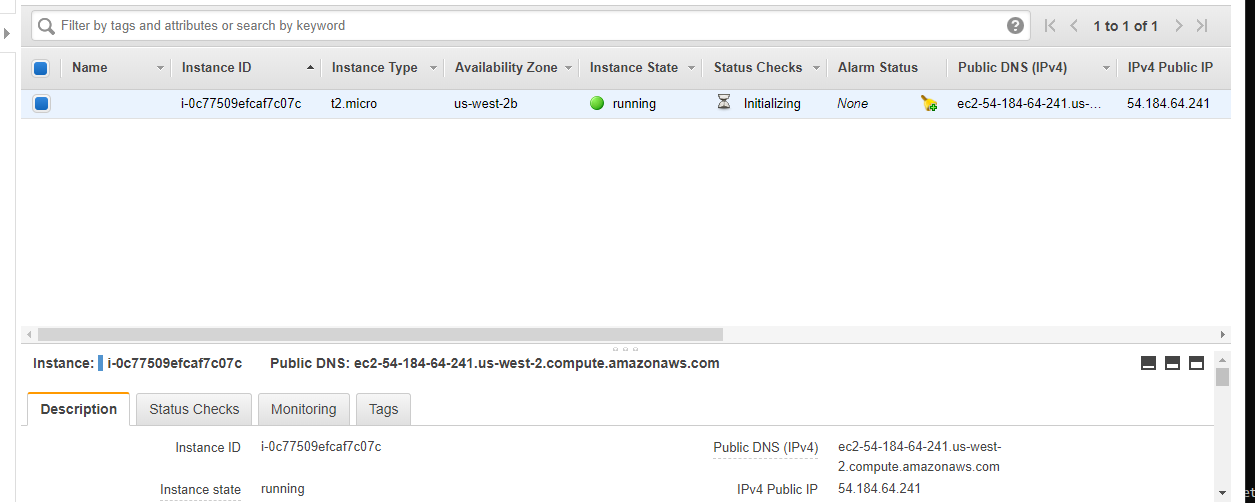 Filter by tags and attributes or search by keyword ? 1 to 1 of 1
Name Instance ID Instance Type Availability Zone Instance State Status Checks Alarm Status Public DNS (IPv4) IPv4 Public IP
i-0c77509efcaf7c07c t2.micro us-west-2b running Initializing None ec2-54-184-64-241.us-... 54.184.64.241
Instance: i-0c77509efcaf7c07c Public DNS: ec2-54-184-64-241.us-west-2.compute.amazonaws.com
Description Status Checks Monitoring Tags
Instance ID i-0c77509efcaf7c07c Public DNS (IPv4) ec2-54-184-64-241.us-west-
2.compute.amazonaws.com
Instance state running IPv4 Public IP 54.184.64.241